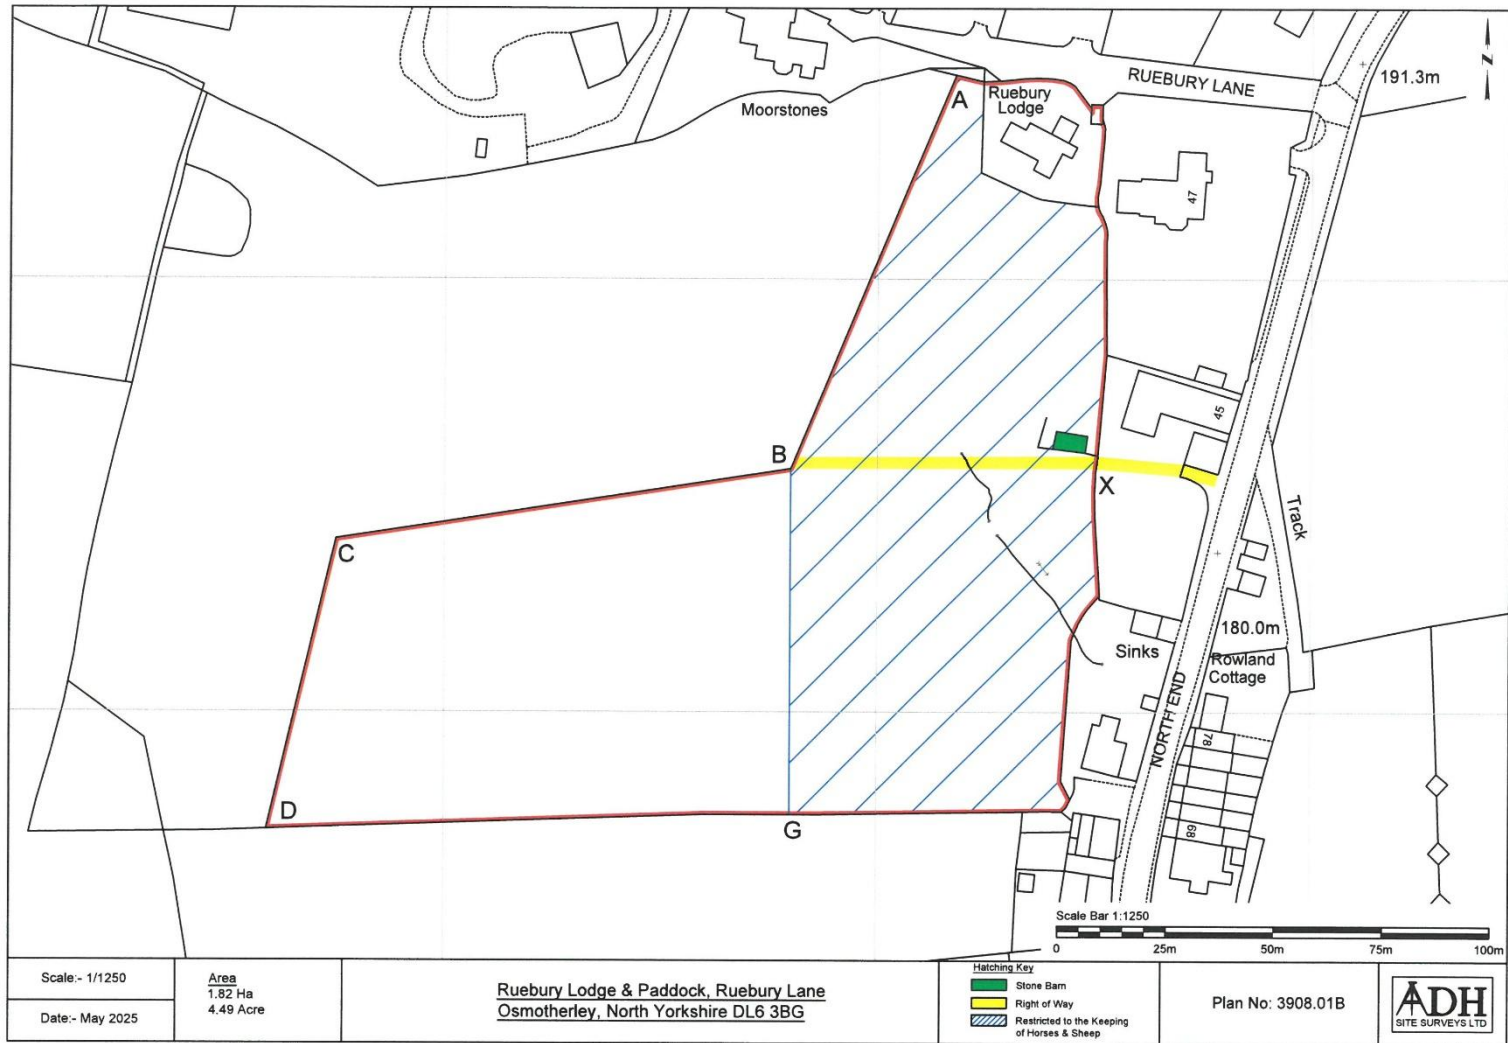 N
191.3m
RUEBURY LANE
Moorstones
A
Ruebury
Lodge
47
B
45
X
Track
C
Sinks
180.0m
Rowland
Cottage
NORTH END
78
68
D
G
Scale Bar 1:1250
0 25m 50m 75m 100m
Scale:- 1/1250
Date:- May 2025
Area
1.82 Ha
4.49 Acre
Ruebury Lodge & Paddock, Ruebury Lane
Osmotherley, North Yorkshire DL6 3BG
Hatching Key
Stone Barn
Right of Way
Restricted to the Keeping
of Horses & Sheep
Plan No: 3908.01B
ADH
SITE SURVEYS LTD